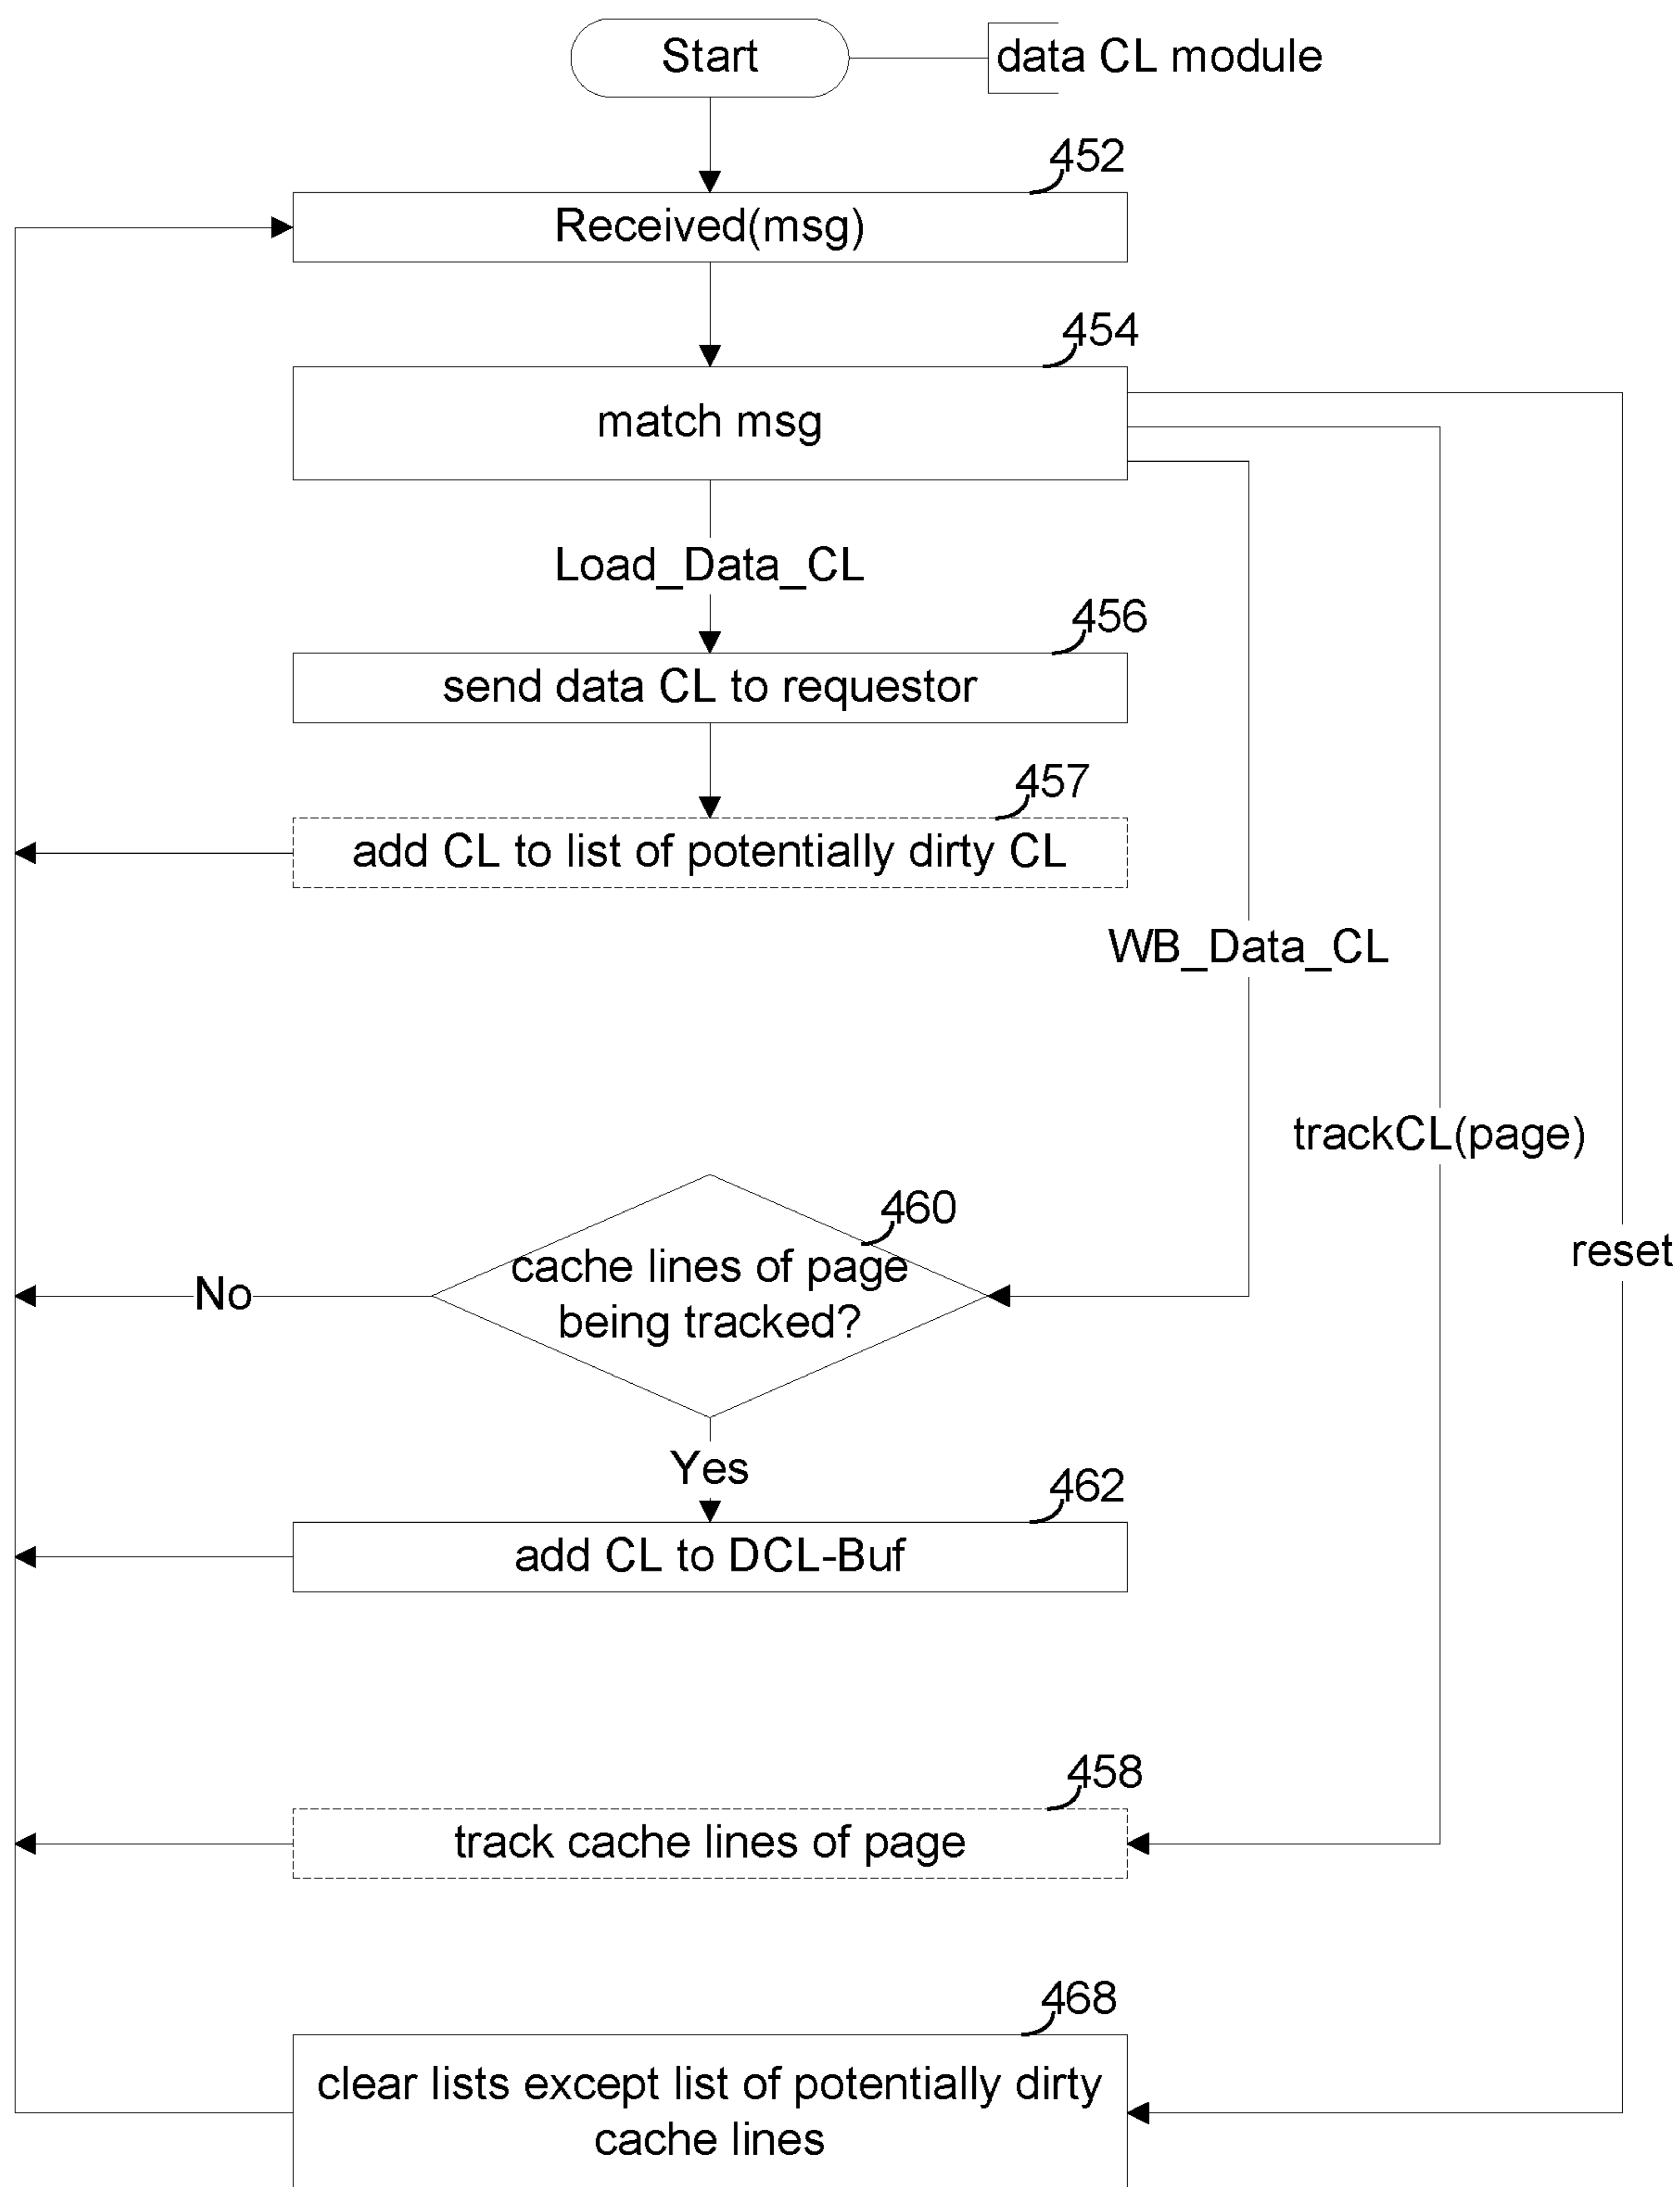 Start
data CL module
452
Received(msg)
454
match msg
Load_Data_CL
456
send data CL to requestor
457
add CL to list of potentially dirty CL
WB_Data_CL
trackCL(page)
460
cache lines of page
being tracked?
reset
No
Yes
462
add CL to DCL-Buf
458
track cache lines of page
468
clear lists except list of potentially dirty
cache lines